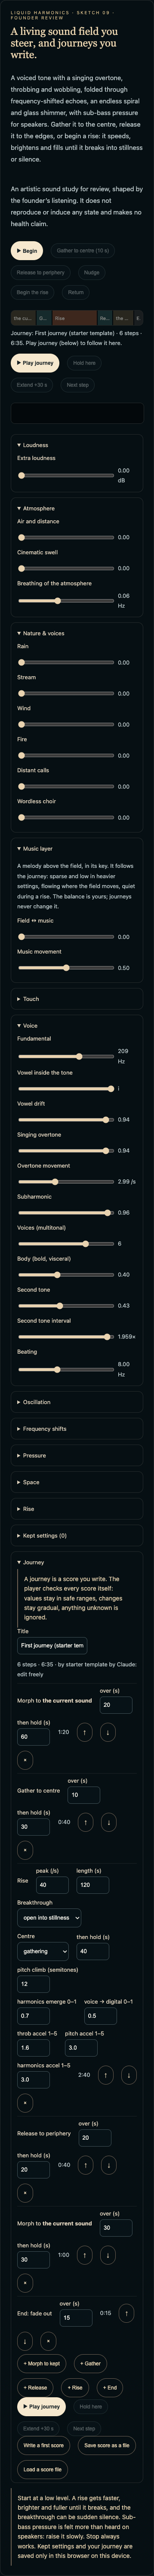 LIQUID HARMONICS · SKETCH 09 ·
FOUNDER REVIEW
A living sound field you
steer, and journeys you
write.
A voiced tone with a singing overtone,
throbbing and wobbling, folded through
frequency-shifted echoes, an endless spiral
and glass shimmer, with sub-bass pressure
for speakers. Gather it to the centre, release
it to the edges, or begin a rise: it speeds,
brightens and fills until it breaks into stillness
or silence.
An artistic sound study for review, shaped by
the founder's listening. It does not
reproduce or induce any state and makes no
health claim.
▶ Begin
Gather to centre (10 s)
Release to periphery
Nudge
Begin the rise
Return
the cu…
G…
Rise
Re…
the …
E
Journey: First journey (starter template) · 6 steps ·
6:35. Play journey (below) to follow it here.
▶ Play journey
Hold here
Extend +30 s
Next step
▼ Loudness
Extra loudness
0.00
dB
▼ Atmosphere
Air and distance
0.00
Cinematic swell
0.00
Breathing of the atmosphere
0.06
Hz
▼ Nature & voices
Rain
0.00
Stream
0.00
Wind
0.00
Fire
0.00
Distant calls
0.00
Wordless choir
0.00
▼ Music layer
A melody above the field, in its key. It follows
the journey: sparse and low in heavier
settings, flowing when the field moves, quiet
during a rise. The balance is yours; journeys
never change it.
Field ⇔ music
0.00
Music movement
0.50
▶ Touch
▼ Voice
Fundamental
209
Hz
Vowel inside the tone
i
Vowel drift
0.94
Singing overtone
0.94
Overtone movement
2.99 /s
Subharmonic
0.96
Voices (multitonal)
6
Body (bold, visceral)
0.40
Second tone
0.43
Second tone interval
1.959×
Beating
8.00
Hz
▶ Oscillation
▶ Frequency shifts
▶ Pressure
▶ Space
▶ Rise
▶ Kept settings (0)
▼ Journey
A journey is a score you write. The
player checks every score itself:
values stay in safe ranges, changes
stay gradual, anything unknown is
ignored.
Title
First journey (starter tem
6 steps · 6:35 · by starter template by Claude:
edit freely
Morph to the current sound
over (s)
20
then hold (s)
60
1:20
↑
↓
×
Gather to centre
over (s)
10
then hold (s)
30
0:40
↑
↓
×
Rise
peak (/s)
40
length (s)
120
Breakthrough
open into stillness
Centre
gathering
then hold (s)
40
pitch climb (semitones)
12
harmonics emerge 0–1
0.7
voice → digital 0–1
0.5
throb accel 1–5
1.6
pitch accel 1–5
3.0
harmonics accel 1–5
3.0
2:40
↑
↓
×
Release to periphery
over (s)
20
then hold (s)
20
0:40
↑
↓
×
Morph to the current sound
over (s)
30
then hold (s)
30
1:00
↑
↓
×
End: fade out
over (s)
15
0:15
↑
↓
×
+ Morph to kept
+ Gather
+ Release
+ Rise
+ End
▶ Play journey
Hold here
Extend +30 s
Next step
Write a first score
Save score as a file
Load a score file
Start at a low level. A rise gets faster,
brighter and fuller until it breaks, and the
breakthrough can be sudden silence. Sub-
bass pressure is felt more than heard on
speakers: raise it slowly. Stop always
works. Kept settings and your journey are
saved only in this browser on this device.